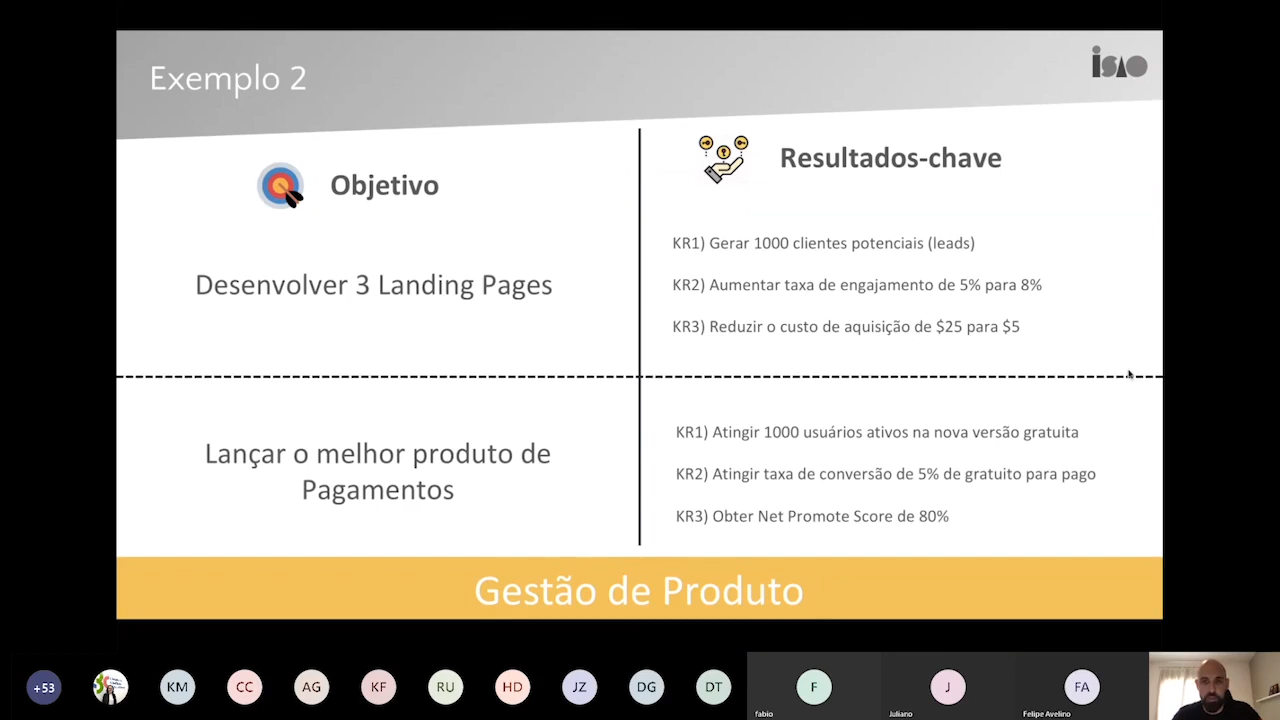 Exemplo 2
isao
Objetivo
Resultados-chave
Desenvolver 3 Landing Pages
KR1) Gerar 1000 clientes potenciais (leads)
KR2) Aumentar taxa de engajamento de 5% para 8%
KR3) Reduzir o custo de aquisição de $25 para $5
Lançar o melhor produto de
Pagamentos
KR1) Atingir 1000 usuários ativos na nova versão gratuita
KR2) Atingir taxa de conversão de 5% de gratuito para pago
KR3) Obter Net Promote Score de 80%
Gestão de Produto
+53
KM
CC
AG
KF
RU
HD
JZ
DG
DT
F
J
FA
fabio
Juliano
Felipe Avelino